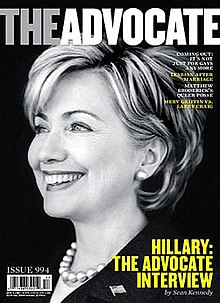 THE ADVOCATE
COMING OUT:
IT'S NOT
JUST FOR GAYS
ANYMORE
LESBIAN AFTER
MARRIAGE
MATTHEW
BRODERICK'S
QUEER POSSE
MERV GRIFFIN VS.
LARRY CRAIG
HILLARY:
THE ADVOCATE
INTERVIEW
by Sean Kennedy
ISSUE 994